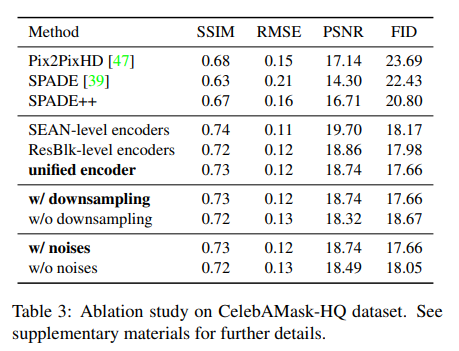 Method SSIM RMSE PSNR FID
Pix2PixHD [47] 0.68 0.15 17.14 23.69
SPADE [39] 0.63 0.21 14.30 22.43
SPADE++ 0.67 0.16 16.71 20.80
SEAN-level encoders 0.74 0.11 19.70 18.17
ResBlk-level encoders 0.72 0.12 18.86 17.98
unified encoder 0.73 0.12 18.74 17.66
w/ downsampling 0.73 0.12 18.74 17.66
w/o downsampling 0.72 0.13 18.32 18.67
w/ noises 0.73 0.12 18.74 17.66
w/o noises 0.72 0.13 18.49 18.05
Table 3: Ablation study on CelebAMask-HQ dataset. See
supplementary materials for further details.